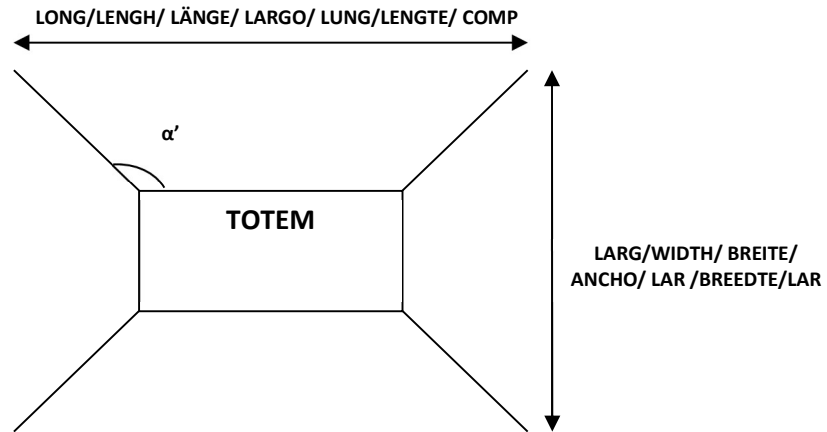 LONG/LENGH/ LÄNGE/ LARGO/ LUNG/LENGTE/ COMP
α’
TOTEM
LARG/WIDTH/ BREITE/
ANCHO/ LAR /BREEDTE/LAR